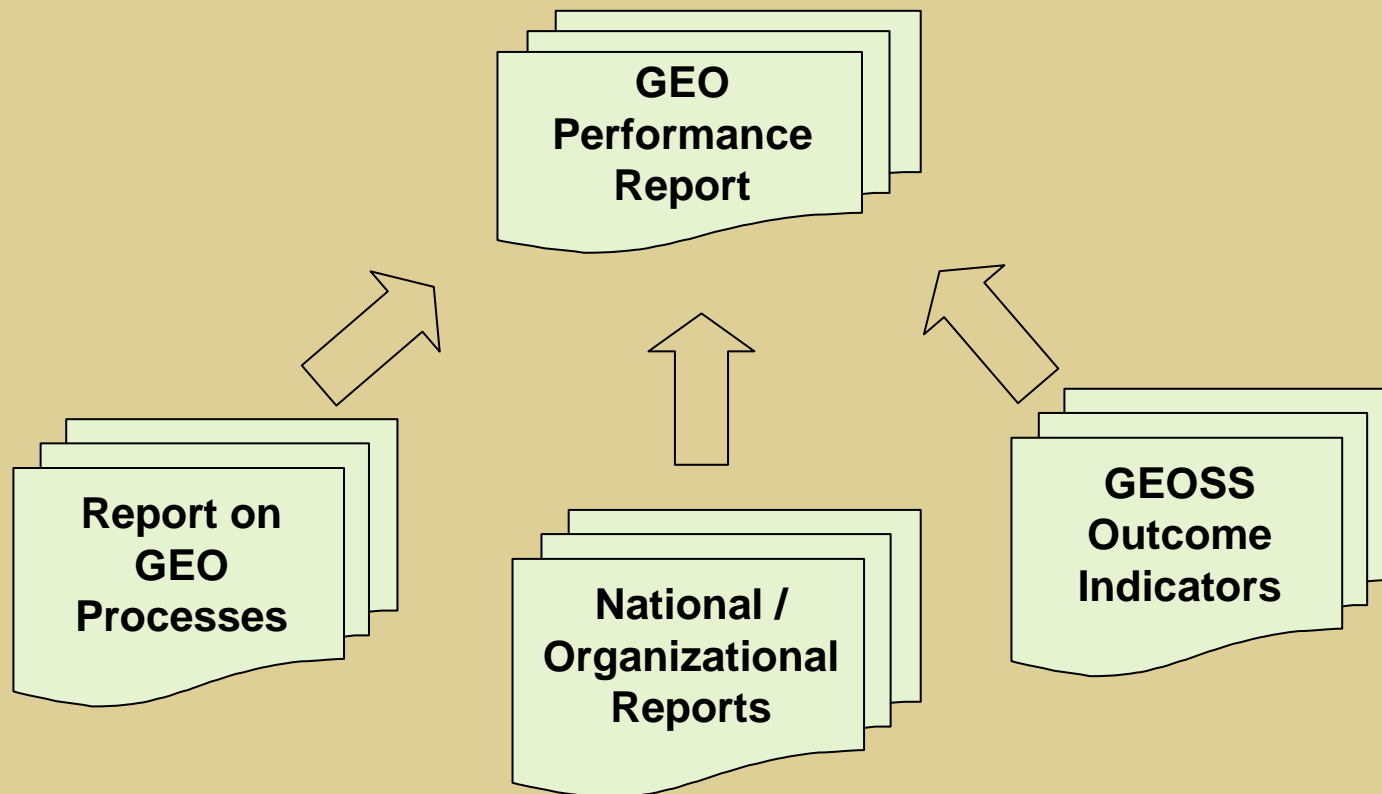 GEO
Performance
Report
Report on
GEO
Processes
National /
Organizational
Reports
GEOSS
Outcome
Indicators